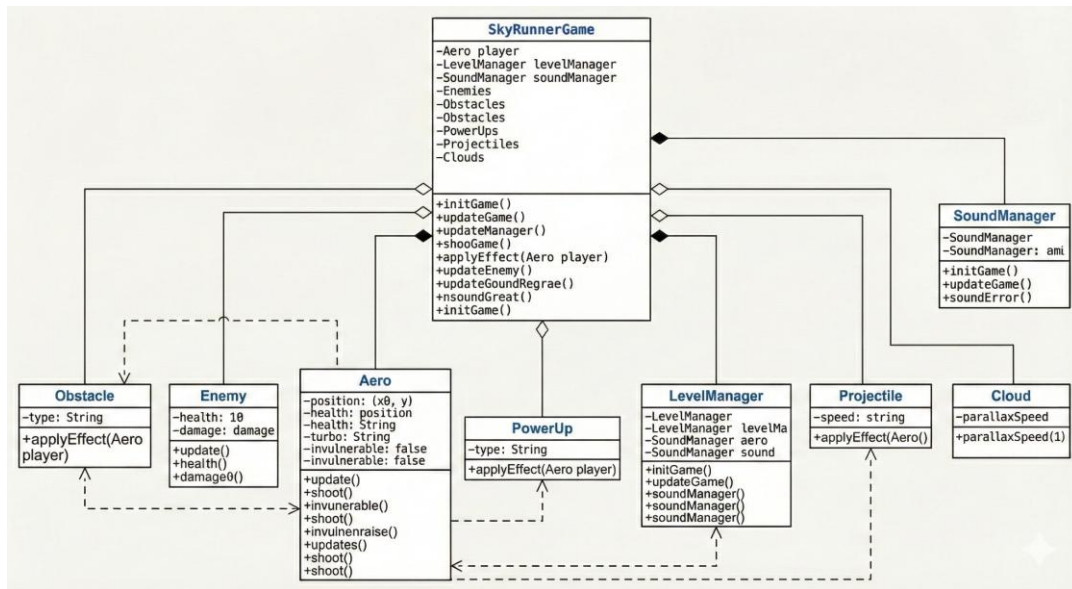 SkyRunnerGame
-Aero player
-LevelManager levelManager
-SoundManager soundManager
-Enemies
-Obstacles
-Obstacles
-PowerUps
-Projectiles
-Clouds
+initGame()
+updateGame()
+updateManager()
+shooGame()
+applyEffect(Aero player)
+updateEnemy()
+updateGoundRegrae()
+nsoundGreat()
+initGame()
SoundManager
-SoundManager
-SoundManager: ami
+initGame()
+updateGame()
+soundError()
Obstacle
-type: String
+applyEffect(Aero
player)
Enemy
-health: 10
-damage: damage
+update()
+health()
+damage0()
Aero
-position: (x0, y)
-health: position
-health: String
-turbo: String
-invulnerable: false
-invulnerable: false
+update()
+shoot()
+invunerable()
+shoot()
+invulnenraise()
+updates()
+shoot()
+shoot()
PowerUp
-type: String
+applyEffect(Aero player)
LevelManager
-LevelManager
-LevelManager levelMa
-SoundManager aero
-SoundManager sound
+initGame()
+updateGame()
+soundManager()
+soundManager()
+soundManager()
Projectile
-speed: string
+applyEffect(Aero()
Cloud
-parallaxSpeed
+parallaxSpeed(1)